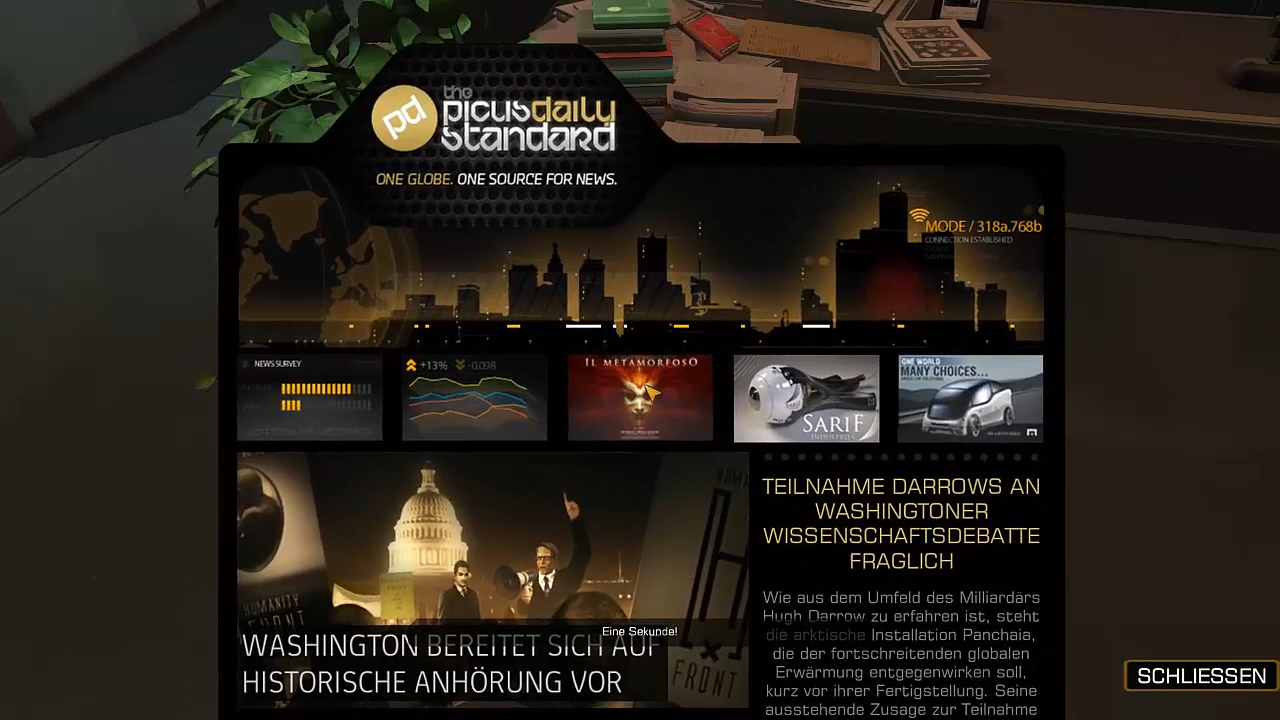 the
picusdaily
standard
pd
ONE GLOBE. ONE SOURCE FOR NEWS.
MODE / 318a.768b
CONNECTION ESTABLISHED
NEWS SURVEY
+13% -0.098
IL METAMORFOSO
SARIF
INDUSTRIES
ONE WORLD
MANY CHOICES...
HUMANITY
FRONT
FRONT
WASHINGTON BEREITET SICH AUF
HISTORISCHE ANHÖRUNG VOR
Eine Sekunde!
TEILNAHME DARROWS AN
WASHINGTONER
WISSENSCHAFTSDEBATTE
FRAGLICH
Wie aus dem Umfeld des Milliardärs
Hugh Darrow zu erfahren ist, steht
die arktische Installation Panchaia,
die der fortschreitenden globalen
Erwärmung entgegenwirken soll,
kurz vor ihrer Fertigstellung. Seine
ausstehende Zusage zur Teilnahme
SCHLIESSEN